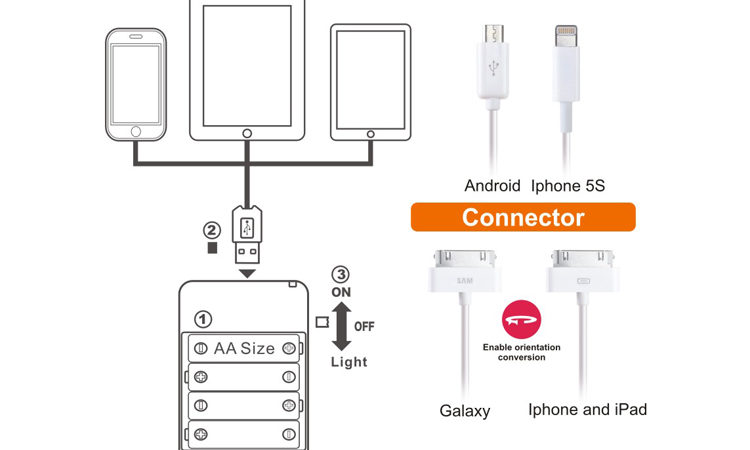 Android Iphone 5S
Connector
②
③
ON
①
OFF
AA Size
Light
SAM
Enable orientation
conversion
Galaxy
Iphone and iPad